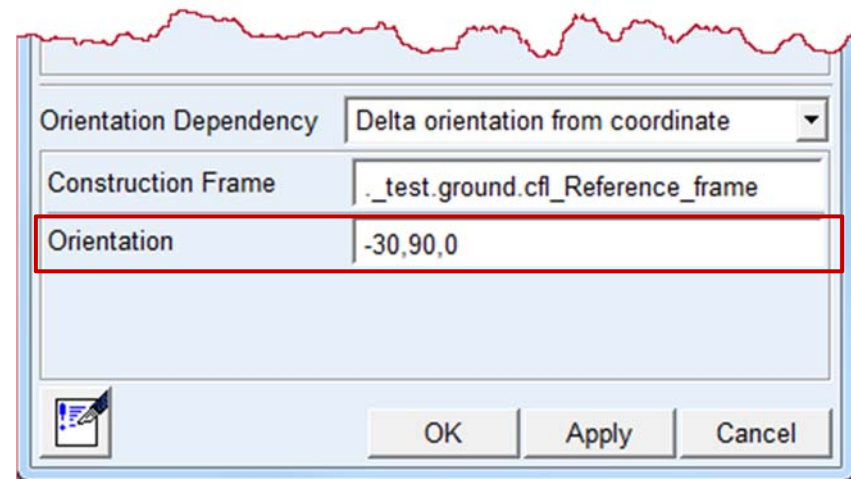 Orientation Dependency Delta orientation from coordinate
Construction Frame ._test.ground.cfl_Reference_frame
Orientation -30,90,0
OK Apply Cancel